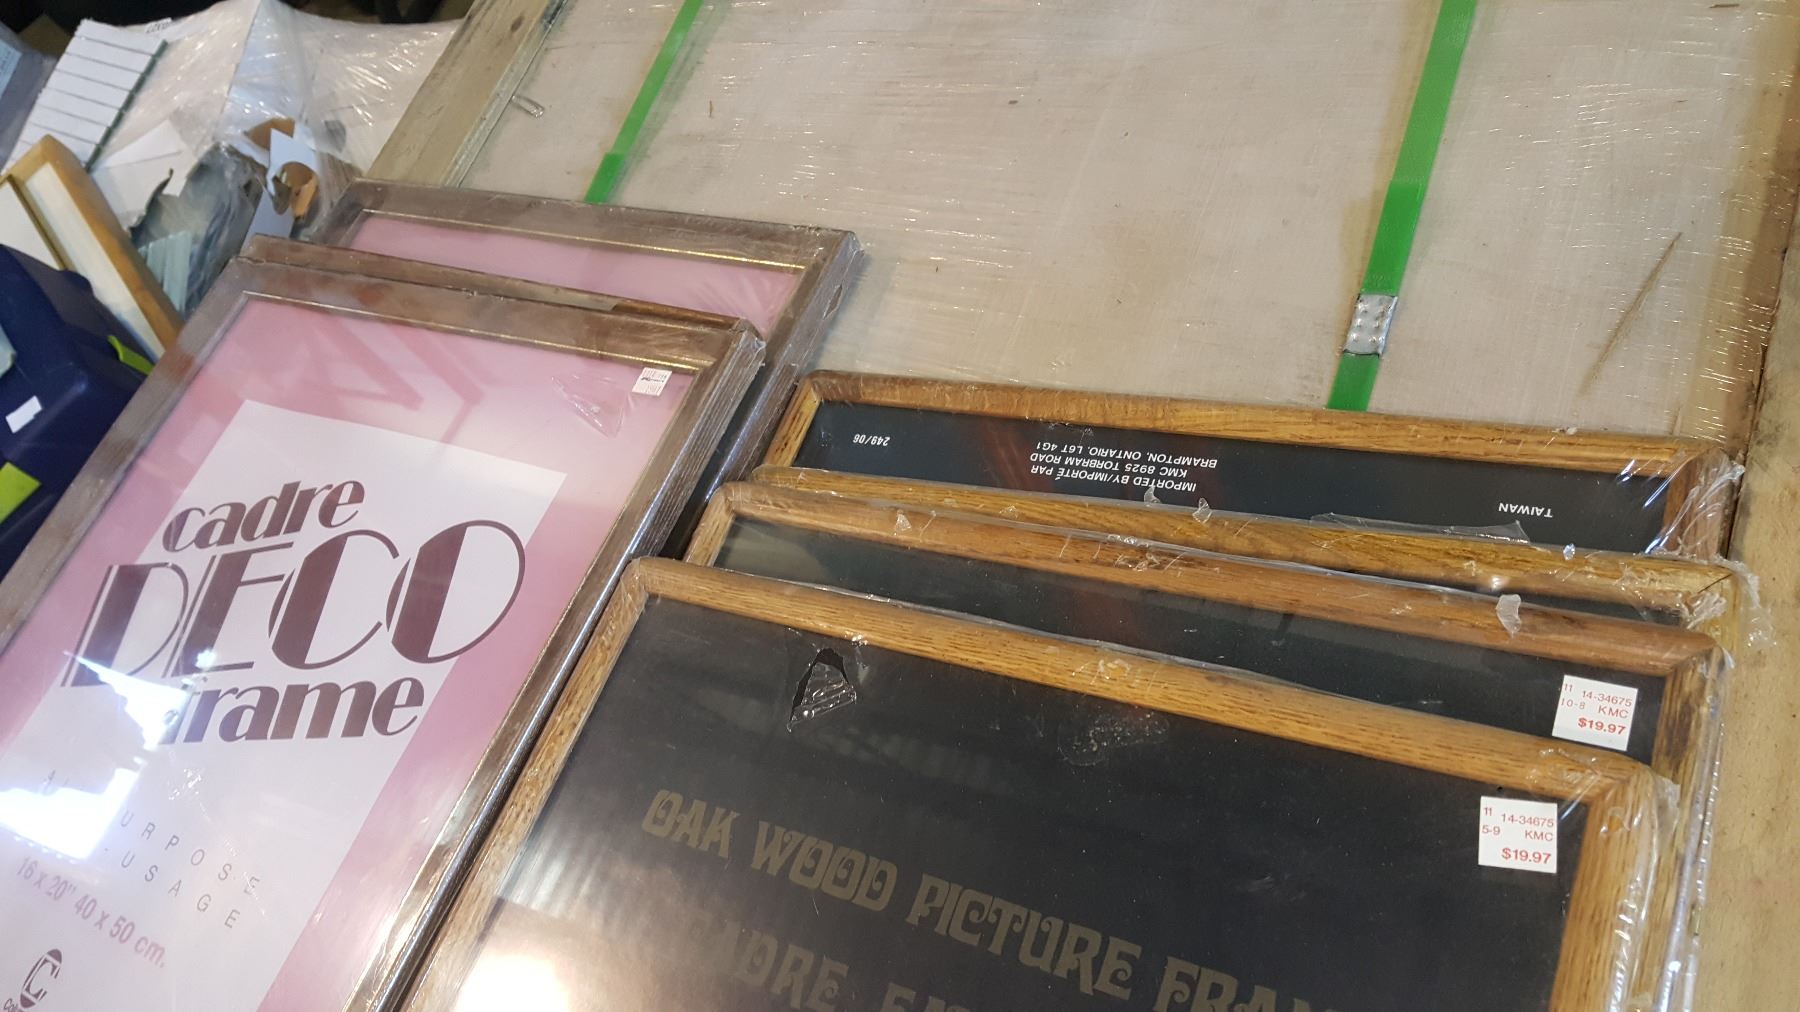 cadre
DECO
frame
16 x 20" 40 x 50 cm.
USAGE
249/06
IMPORTED BY/IMPORTÉ PAR
KMC 8925 TORBRAM ROAD
BRAMPTON, ONTARIO, L6T 4G1
TAIWAN
11 14-34675
10-8 KMC
$19.97
11 14-34675
5-9 KMC
$19.97
OAK WOOD PICTURE
CADRE